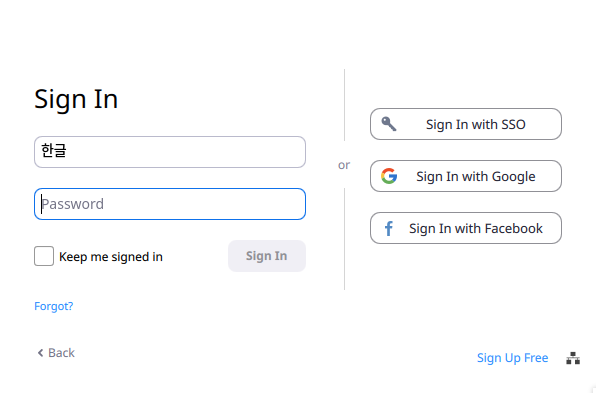 Sign In
한글
Password
Keep me signed in
Sign In
Forgot?
Back
or
Sign In with SSO
Sign In with Google
Sign In with Facebook
Sign Up Free